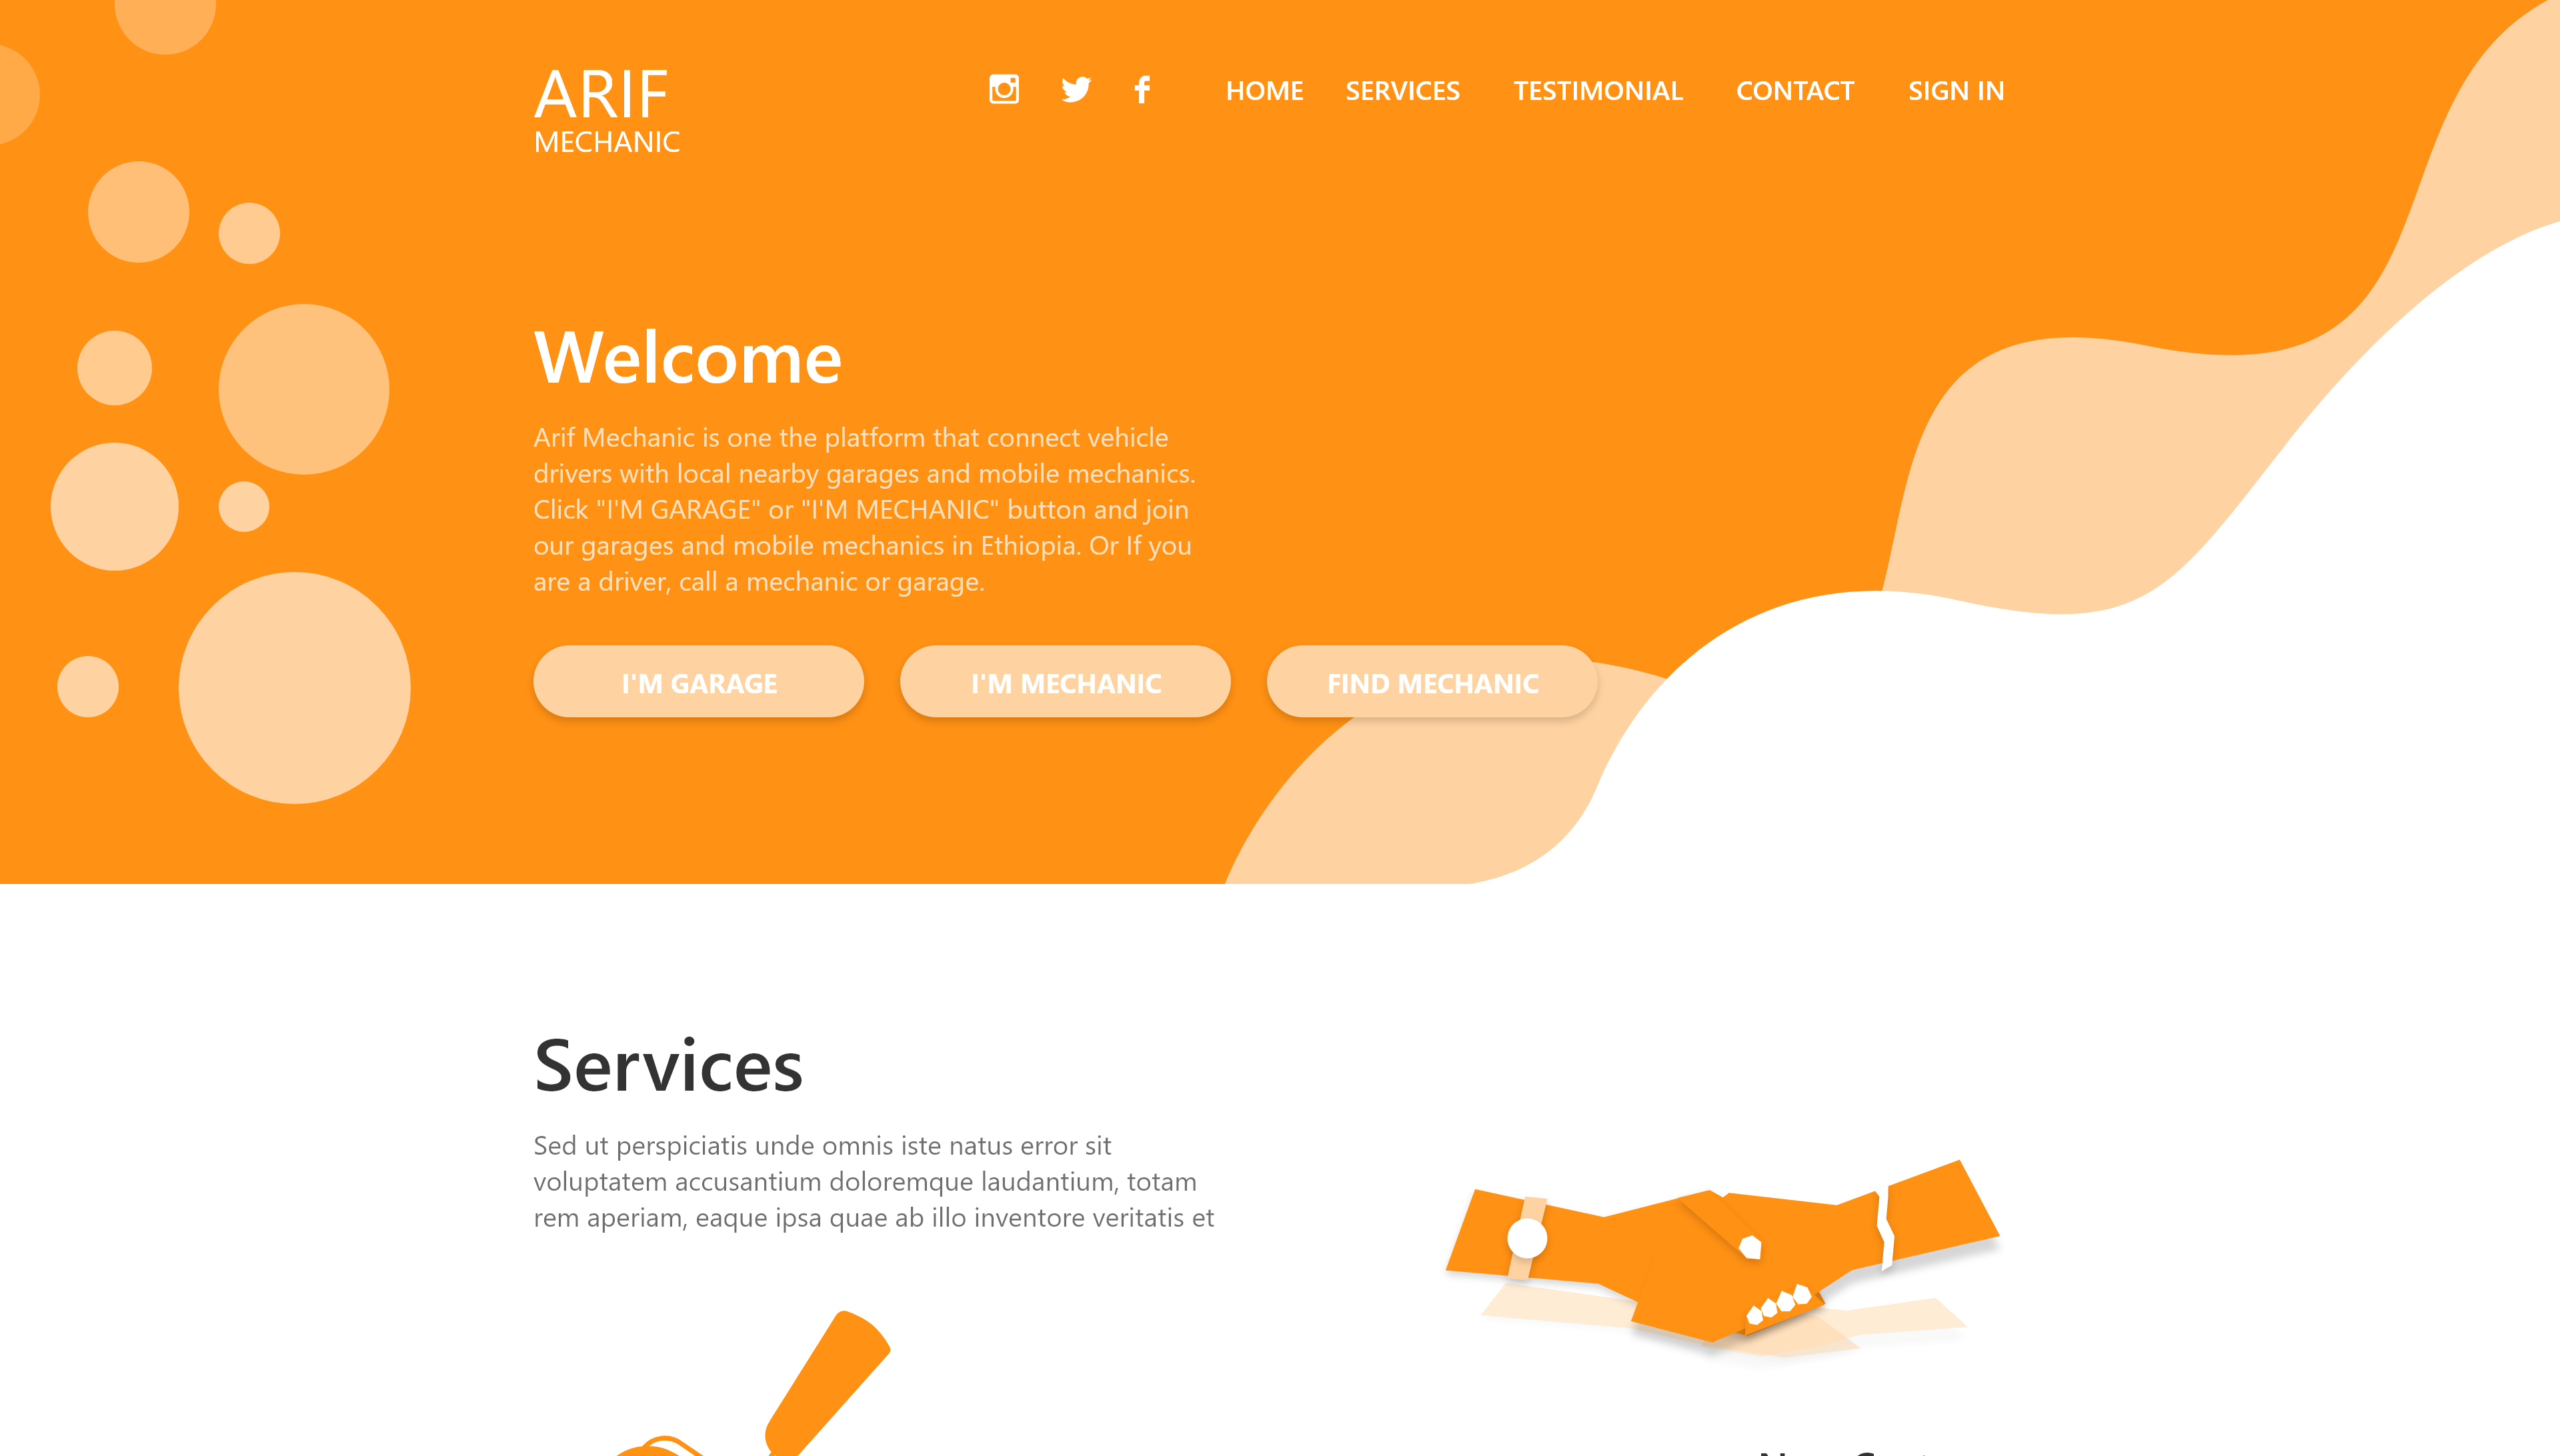 ARIF
MECHANIC
HOME SERVICES TESTIMONIAL CONTACT SIGN IN
Welcome
Arif Mechanic is one the platform that connect vehicle
drivers with local nearby garages and mobile mechanics.
Click "I'M GARAGE" or "I'M MECHANIC" button and join
our garages and mobile mechanics in Ethiopia. Or If you
are a driver, call a mechanic or garage.
I'M GARAGE I'M MECHANIC FIND MECHANIC
Services
Sed ut perspiciatis unde omnis iste natus error sit
voluptatem accusantium doloremque laudantium, totam
rem aperiam, eaque ipsa quae ab illo inventore veritatis et